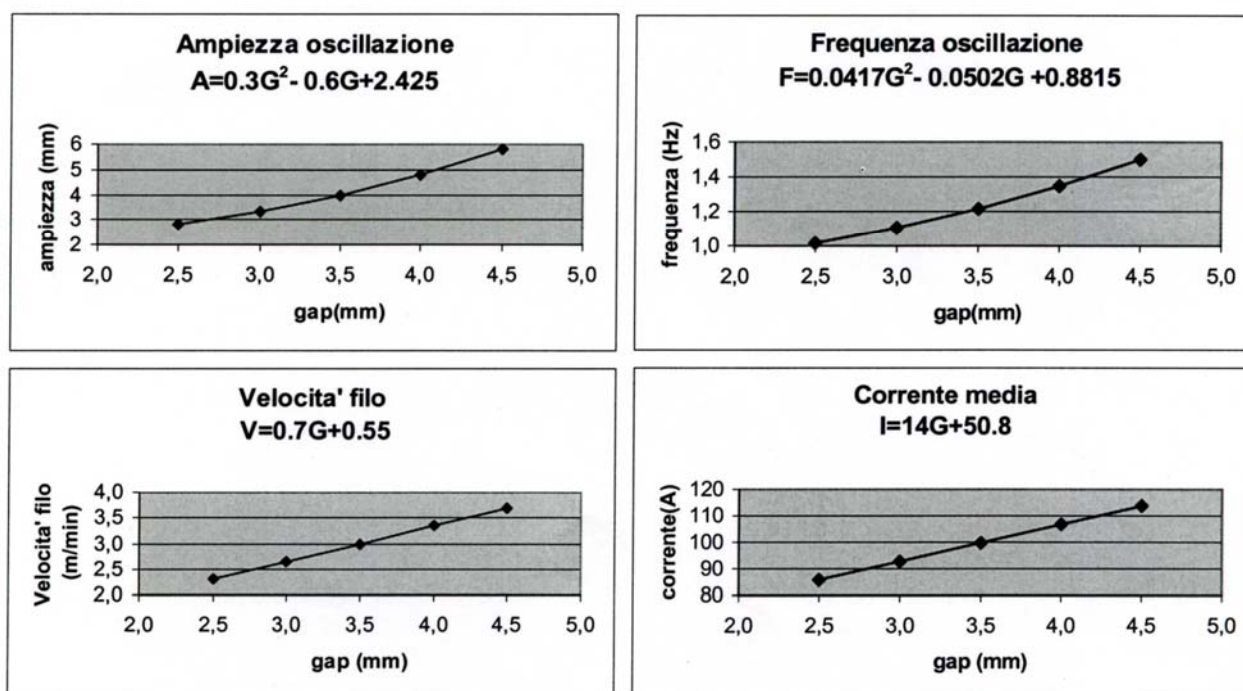 Ampiezza oscillazione
A=0.3G²- 0.6G+2.425
ampiezza (mm)
6
5
4
3
2
2,0 2,5 3,0 3,5 4,0 4,5 5,0
gap(mm)
Frequenza oscillazione
F=0.0417G²- 0.0502G +0.8815
frequenza (Hz)
1,6
1,4
1,2
1,0
2,0 2,5 3,0 3,5 4,0 4,5 5,0
gap(mm)
Velocita' filo
V=0.7G+0.55
Velocita' filo
(m/min)
4,0
3,5
3,0
2,5
2,0
2,0 2,5 3,0 3,5 4,0 4,5 5,0
gap (mm)
Corrente media
I=14G+50.8
corrente(A)
120
110
100
90
80
2,0 2,5 3,0 3,5 4,0 4,5 5,0
gap (mm)